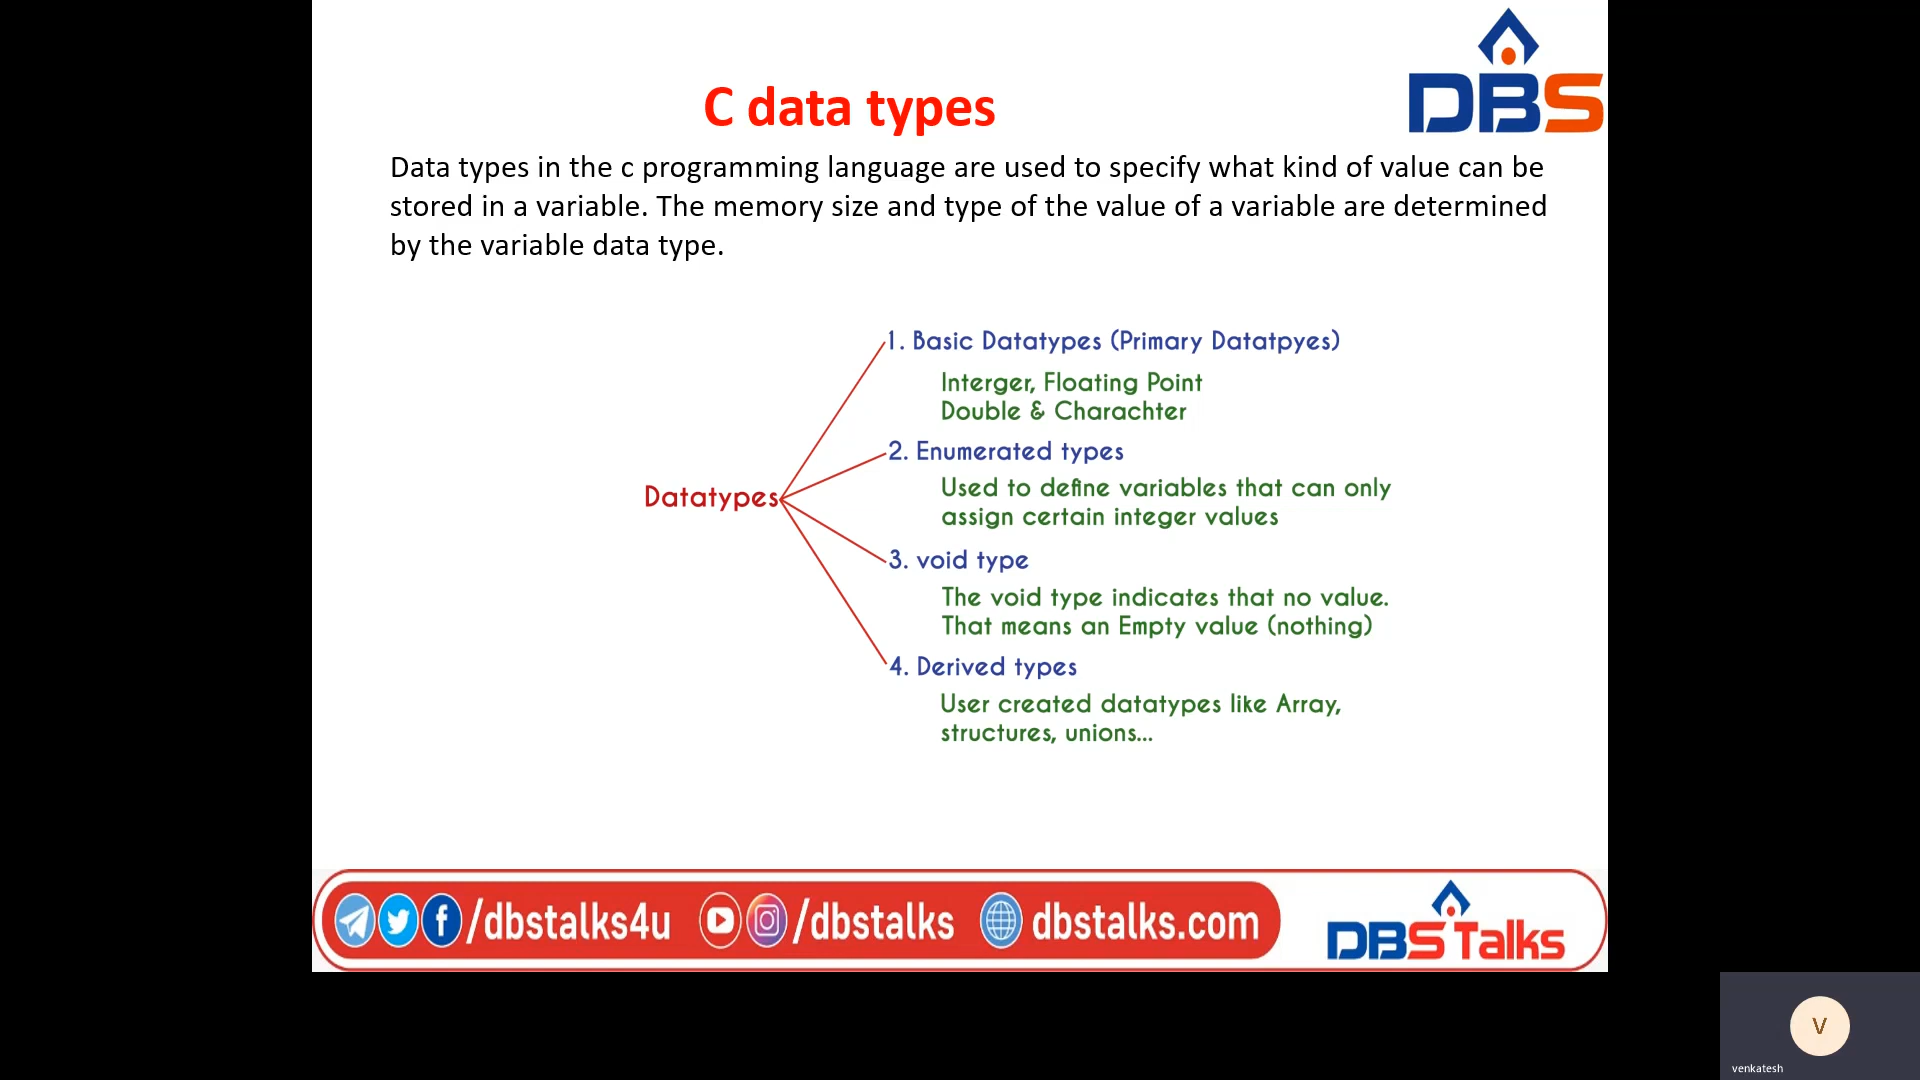 DBS
C data types
Data types in the c programming language are used to specify what kind of value can be
stored in a variable. The memory size and type of the value of a variable are determined
by the variable data type.
1. Basic Datatypes (Primary Datatpyes)
Interger, Floating Point
Double & Charachter
2. Enumerated types
Used to define variables that can only
assign certain integer values
Datatypes
3. void type
The void type indicates that no value.
That means an Empty value (nothing)
4. Derived types
User created datatypes like Array,
structures, unions...
/dbstalks4u /dbstalks dbstalks.com
DBS Talks
V
venkatesh